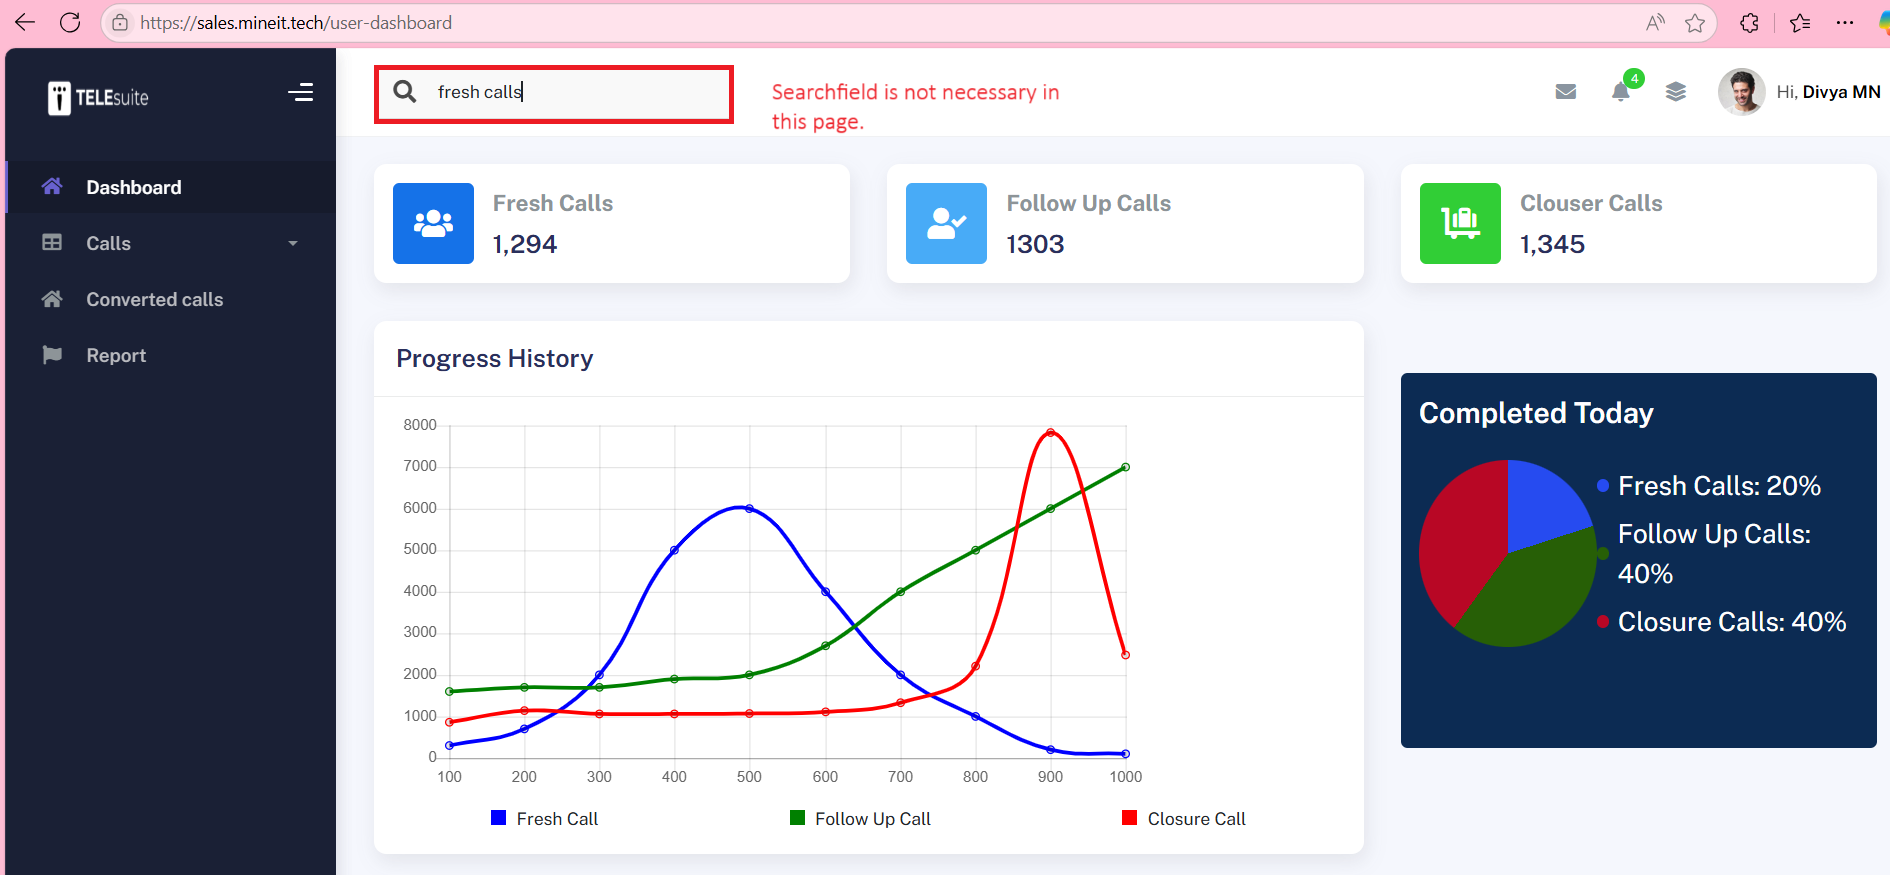 https://sales.mineit.tech/user-dashboard
TELEsuite
fresh calls
Searchfield is not necessary in
this page.
4
Hi, Divya MN
Dashboard
Calls
Converted calls
Report
Fresh Calls
1,294
Follow Up Calls
1303
Clouser Calls
1,345
Progress History
8000
7000
6000
5000
4000
3000
2000
1000
0
100 200 300 400 500 600 700 800 900 1000
Fresh Call Follow Up Call Closure Call
Completed Today
Fresh Calls: 20%
Follow Up Calls:
40%
Closure Calls: 40%